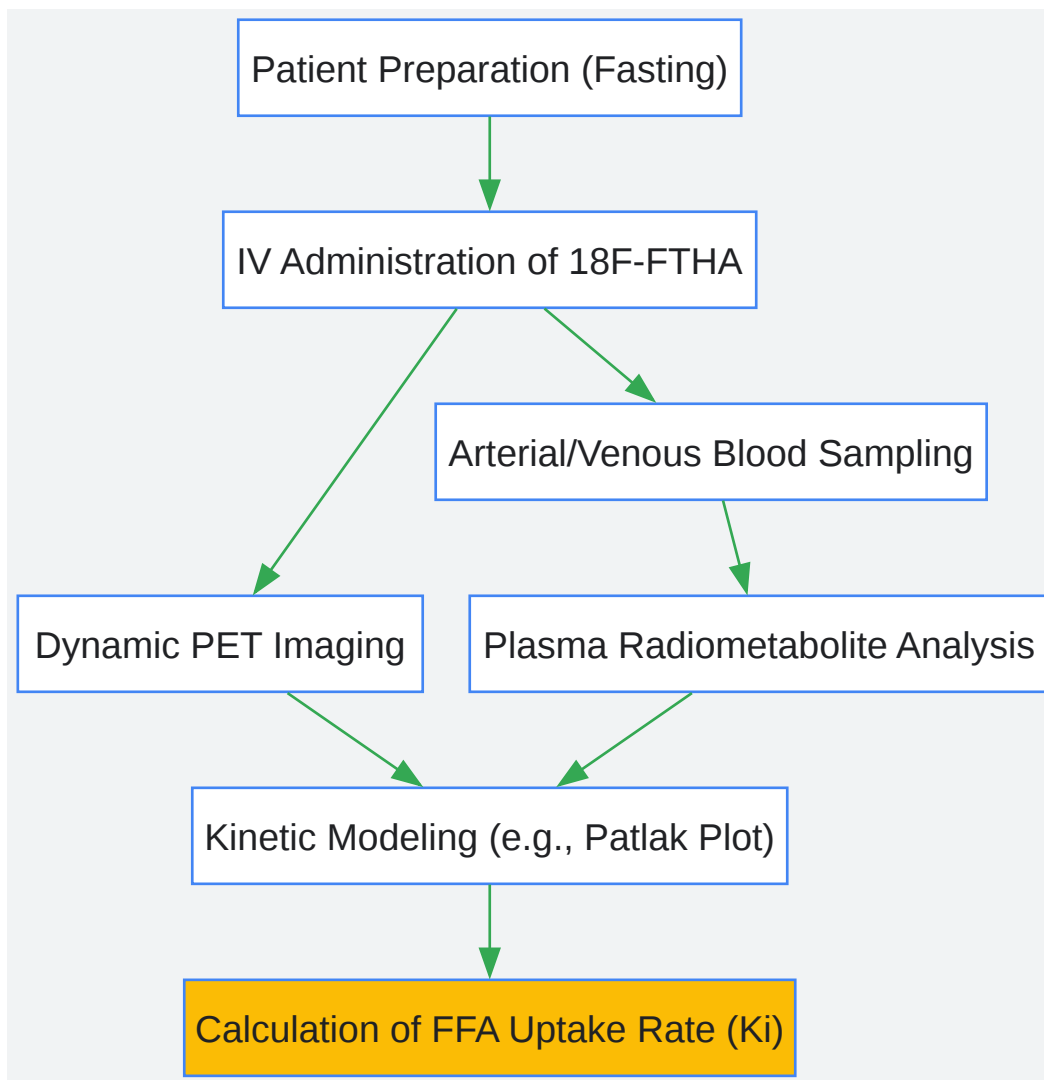 Patient Preparation (Fasting)
IV Administration of 18F-FTHA
Arterial/Venous Blood Sampling
Dynamic PET Imaging
Plasma Radiometabolite Analysis
Kinetic Modeling (e.g., Patlak Plot)
Calculation of FFA Uptake Rate (Ki)